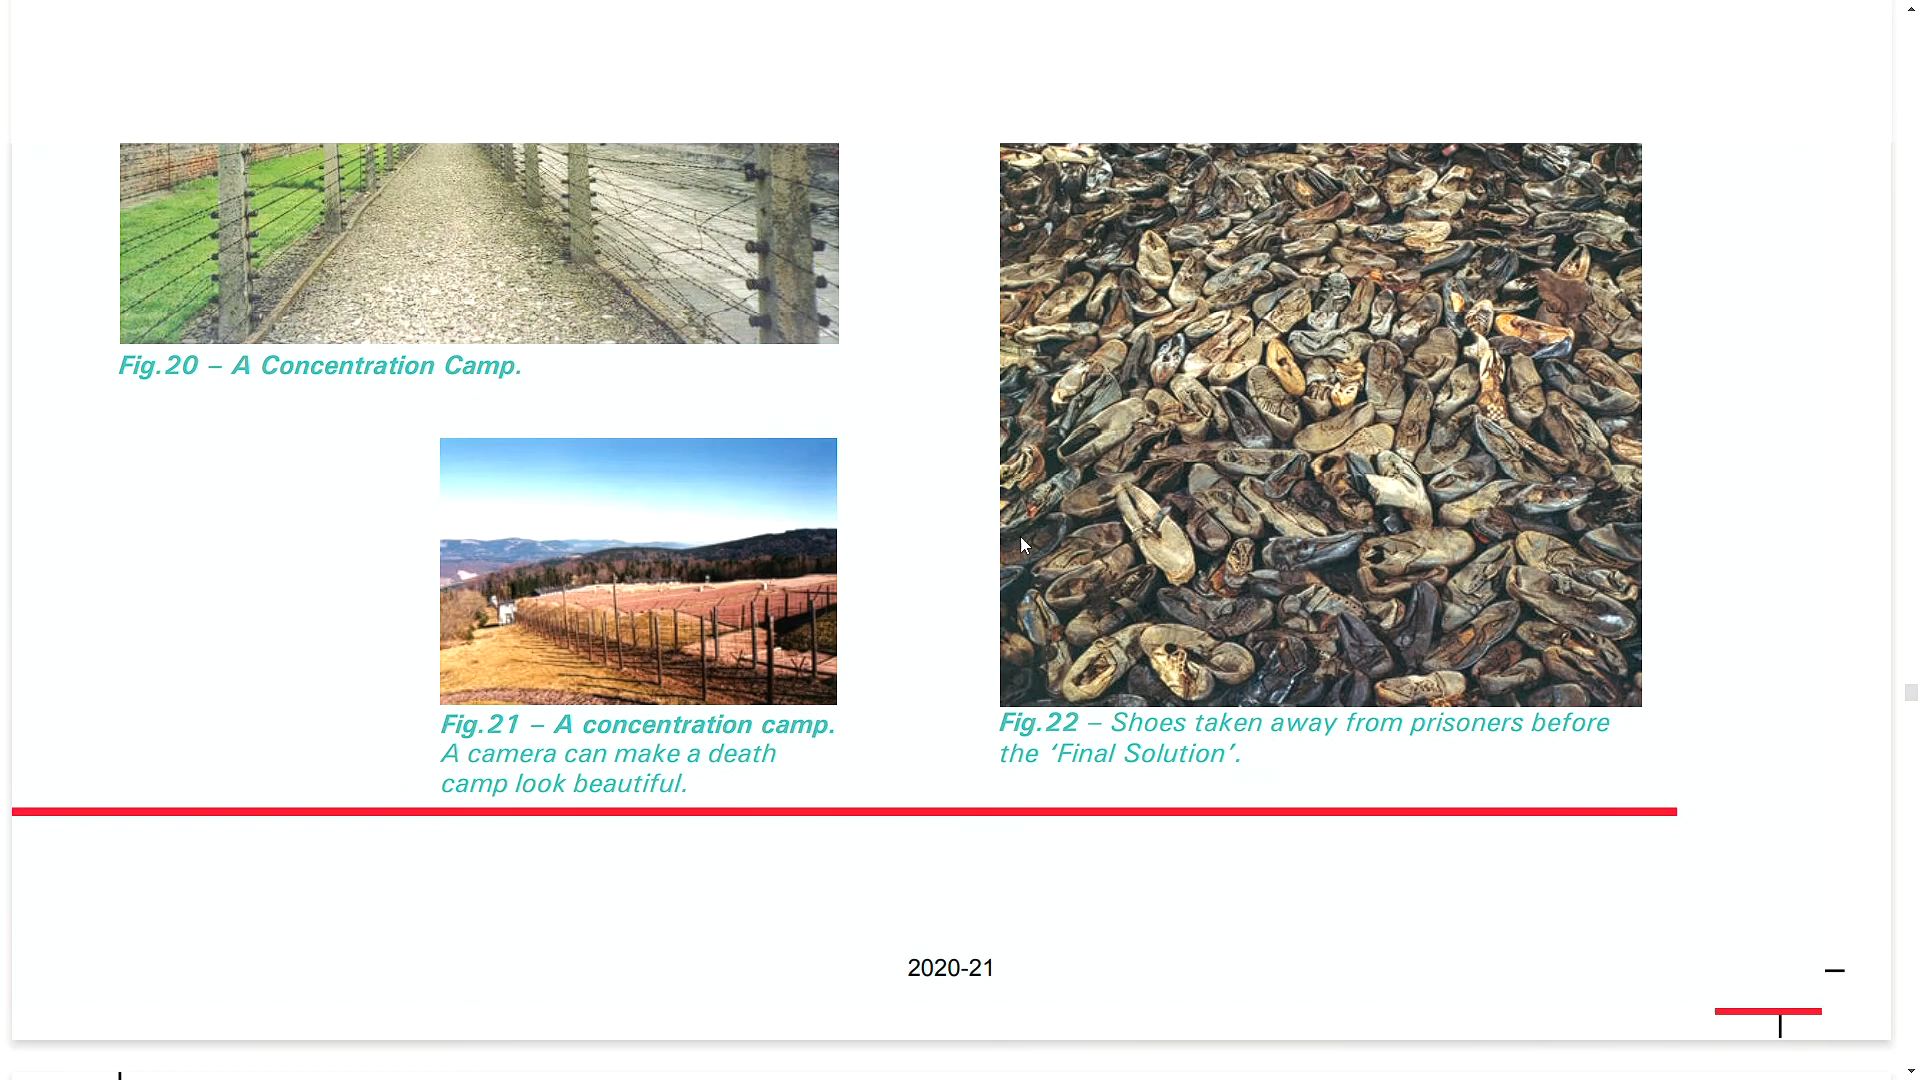 Fig.20 – A Concentration Camp.
Fig.21 – A concentration camp.
A camera can make a death
camp look beautiful.
Fig.22 – Shoes taken away from prisoners before
the ‘Final Solution’.
2020-21